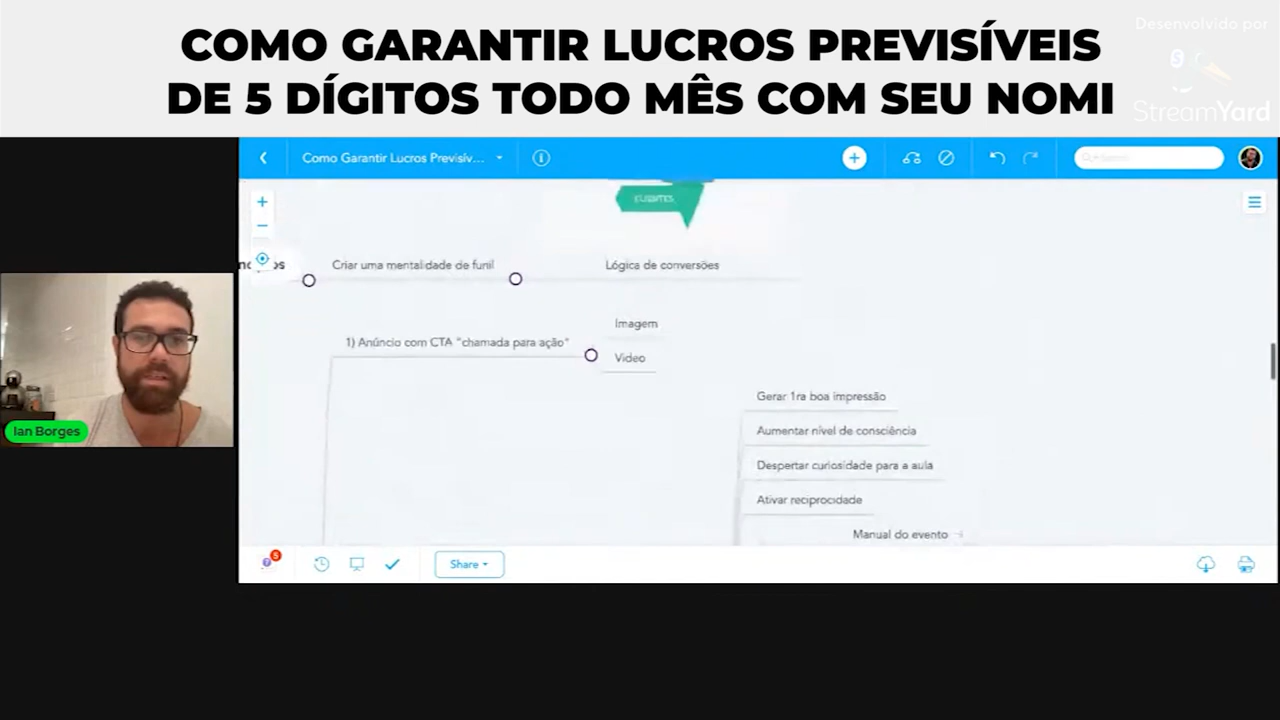 COMO GARANTIR LUCROS PREVISÍVEIS
DE 5 DÍGITOS TODO MÊS COM SEU NOMI
Desenvolvido por
StreamYard
Como Garantir Lucros Previsív...
Criar uma mentalidade de funil
Lógica de conversões
1) Anúncio com CTA "chamada para ação"
Imagem
Video
Gerar 1ra boa impressão
Aumentar nível de consciência
Despertar curiosidade para a aula
Ativar reciprocidade
Manual do evento
Ian Borges
5
Share